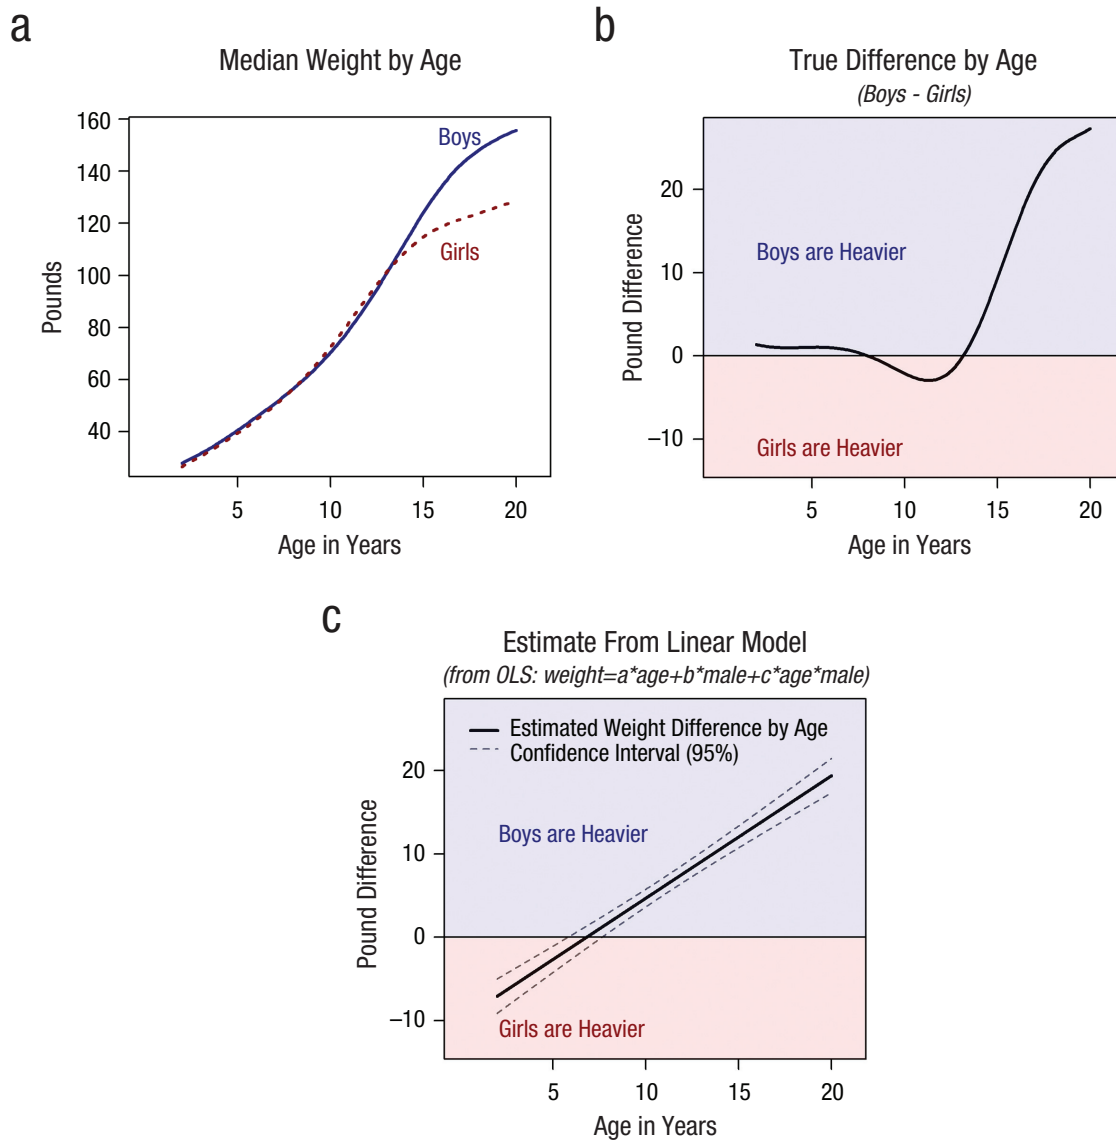 a
Median Weight by Age
160
140
120
100
80
60
40
Pounds
Boys
Girls
5 10 15 20
Age in Years
b
True Difference by Age
(Boys - Girls)
20
10
0
–10
Pound Difference
Boys are Heavier
Girls are Heavier
5 10 15 20
Age in Years
c
Estimate From Linear Model
(from OLS: weight=a*age+b*male+c*age*male)
Estimated Weight Difference by Age
Confidence Interval (95%)
20
10
0
–10
Pound Difference
Boys are Heavier
Girls are Heavier
5 10 15 20
Age in Years